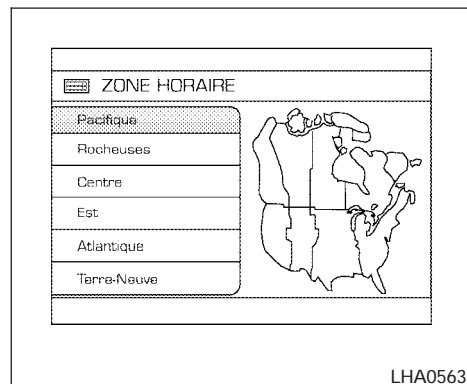 ZONE HORAIRE
Pacifique
Rocheuses
Centre
Est
Atlantique
Terre-Neuve
LHA0563